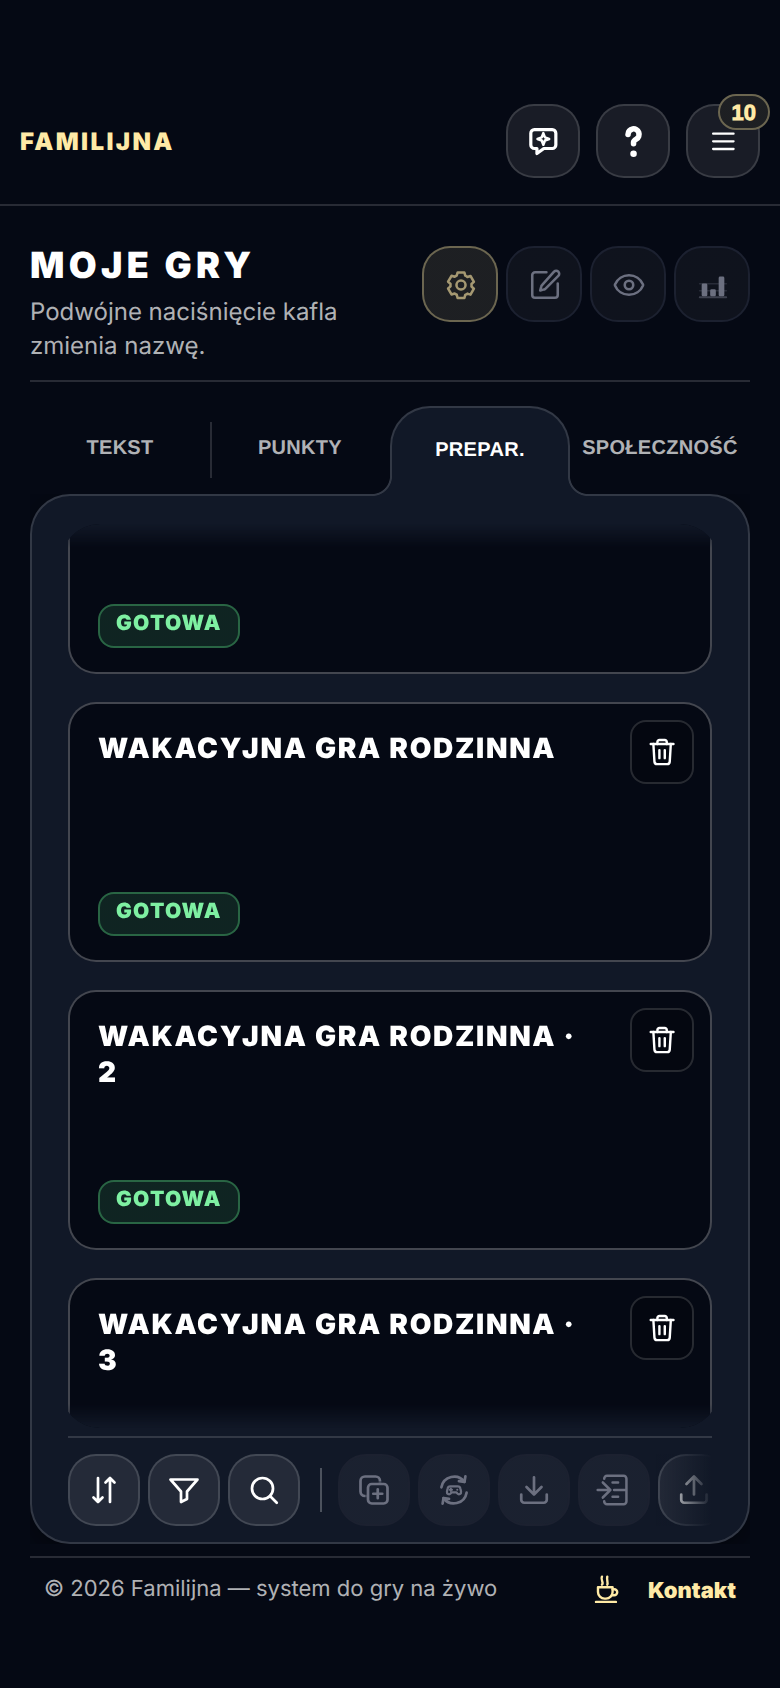 FAMILIJNA
10
MOJE GRY
Podwójne naciśnięcie kafla
zmienia nazwę.
TEKST
PUNKTY
PREPAR.
SPOŁECZNOŚĆ
GOTOWA
WAKACYJNA GRA RODZINNA
GOTOWA
WAKACYJNA GRA RODZINNA ·
2
GOTOWA
WAKACYJNA GRA RODZINNA ·
3
© 2026 Familijna — system do gry na żywo
Kontakt